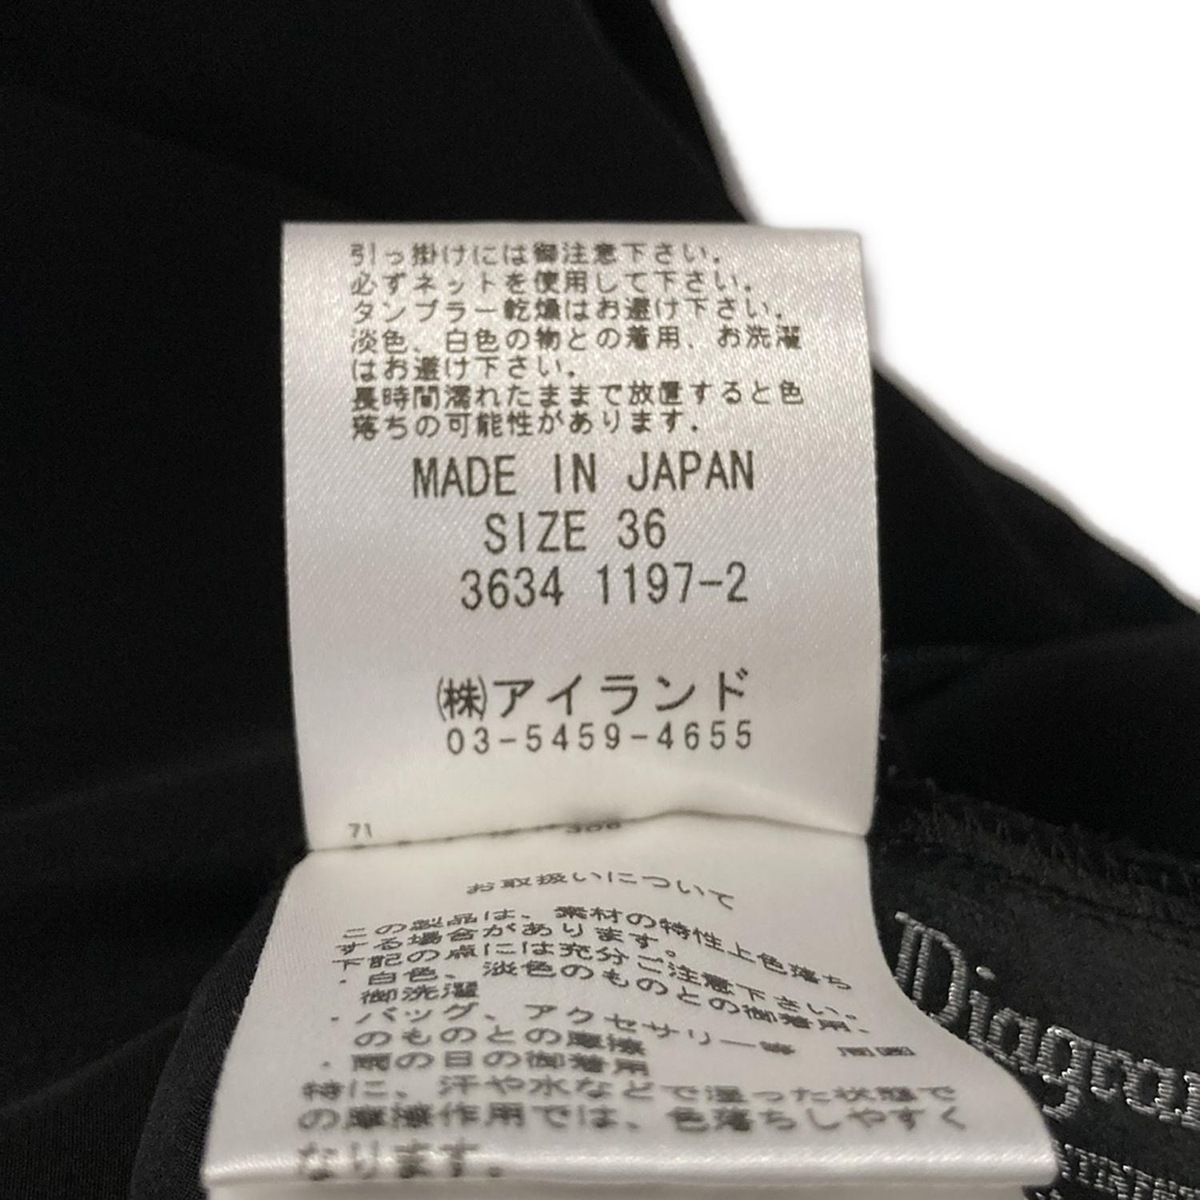 引っ掛けには御注意下さい.
必ずネットを使用して下さい.
タンブラー乾燥はお避け下さい.
淡色、白色の物との着用、お洗濯
はお避け下さい.
長時間濡れたままで放置すると色
落ちの可能性があります.
MADE IN JAPAN
SIZE 36
3634 1197-2
㈱アイランド
03-5459-4655
71
お取扱いについて
この製品は、素材の特性上色落ち
する場合があります。
下記の点には充分ご注意下さい。
・白色、淡色のものとの御着用、
御洗濯
・バッグ、アクセサリー等
のものとの摩擦
・雨の日の御着用
特に、汗や水などで湿った状態で
の摩擦作用では、色落ちしやすく
なります。
Diagra